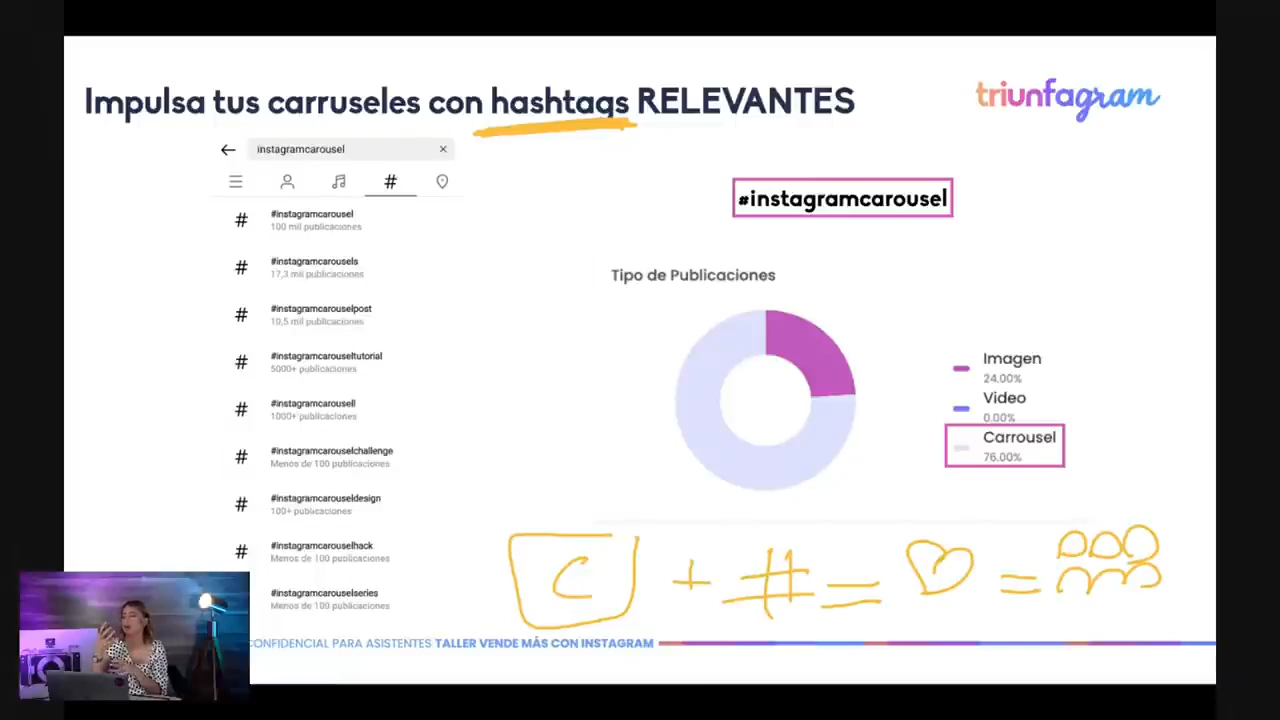 Impulsa tus carruseles con hashtags RELEVANTES
triunfagram
instagramcarousel
#instagramcarousel
100 mil publicaciones
#instagramcarousels
17,3 mil publicaciones
#instagramcarouselpost
10,5 mil publicaciones
#instagramcarouseltutorial
5000+ publicaciones
#instagramcarousell
1000+ publicaciones
#instagramcarouselchallenge
Menos de 100 publicaciones
#instagramcarouseldesign
100+ publicaciones
#instagramcarouselhack
Menos de 100 publicaciones
#instagramcarouselseries
Menos de 100 publicaciones
#instagramcarousel
Tipo de Publicaciones
Imagen
24.00%
Video
0.00%
Carrousel
76.00%
C + # = =
CONFIDENCIAL PARA ASISTENTES TALLER VENDE MÁS CON INSTAGRAM